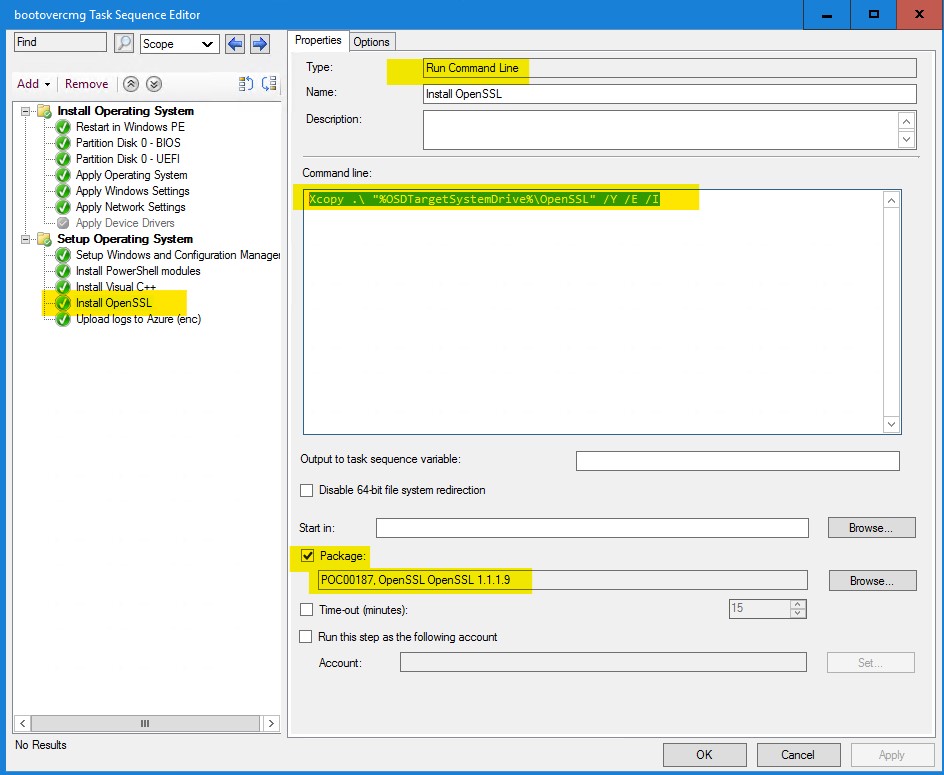 bootovercmg Task Sequence Editor
Find
Scope
Add
Remove
Install Operating System
Restart in Windows PE
Partition Disk 0 - BIOS
Partition Disk 0 - UEFI
Apply Operating System
Apply Windows Settings
Apply Network Settings
Apply Device Drivers
Setup Operating System
Setup Windows and Configuration Manager
Install PowerShell modules
Install Visual C++
Install OpenSSL
Upload logs to Azure (enc)
No Results
Properties
Options
Type:
Run Command Line
Name:
Install OpenSSL
Description:
Command line:
Xcopy .\ "%OSDTargetSystemDrive%\OpenSSL" /Y /E /I
Output to task sequence variable:
Disable 64-bit file system redirection
Start in:
Browse...
Package:
POC00187, OpenSSL OpenSSL 1.1.1.9
Browse...
Time-out (minutes):
15
Run this step as the following account
Account:
Set...
OK
Cancel
Apply